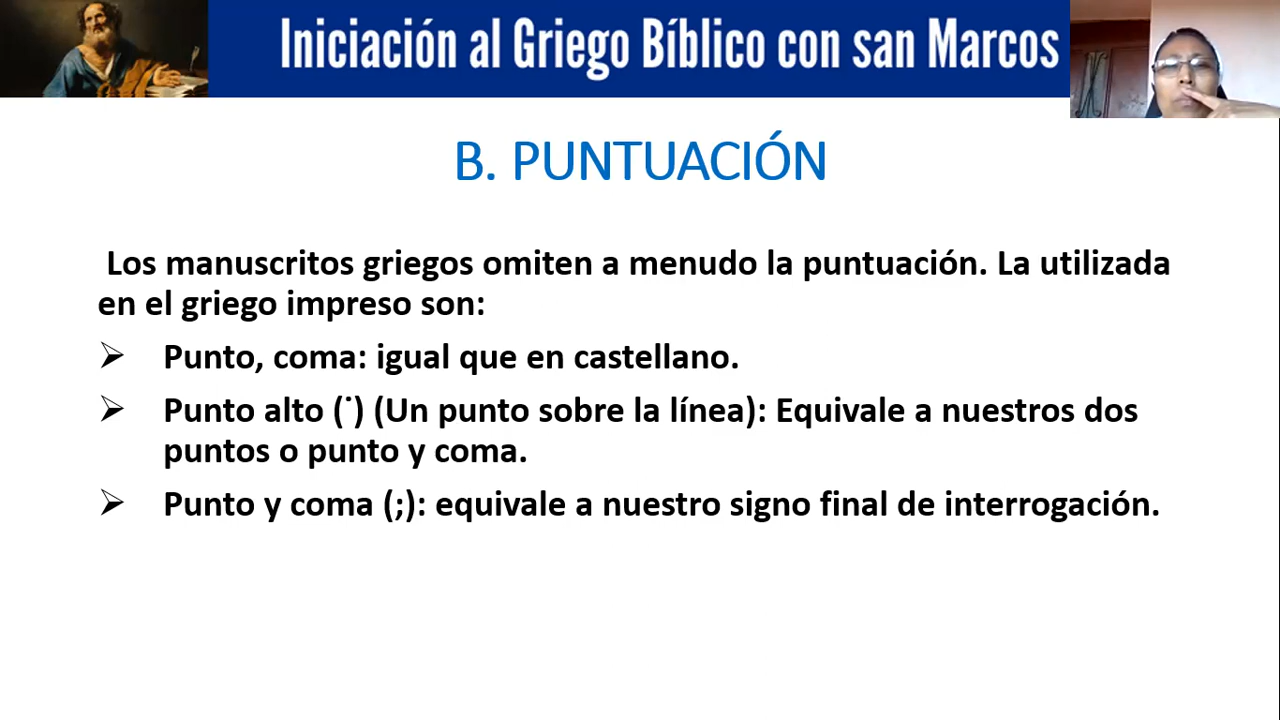 Iniciación al Griego Bíblico con san Marcos
B. PUNTUACIÓN
Los manuscritos griegos omiten a menudo la puntuación. La utilizada
en el griego impreso son:
➢ Punto, coma: igual que en castellano.
➢ Punto alto (˙) (Un punto sobre la línea): Equivale a nuestros dos
puntos o punto y coma.
➢ Punto y coma (;): equivale a nuestro signo final de interrogación.